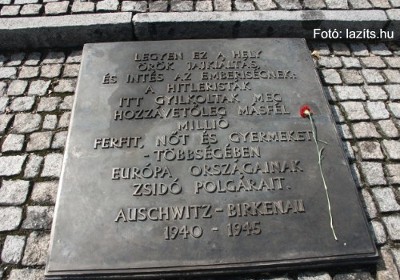 Fotó: lazits.hu
LEGYEN EZ A HELY
ÖRÖK JAJKIÁLTÁS
ÉS INTÉS AZ EMBERISÉGNEK:
A HITLERISTÁK
ITT GYILKOLTAK MEG
HOZZÁVETŐLEG MÁSFÉL
MILLIÓ
FÉRFIT, NŐT ÉS GYERMEKET
- TÖBBSÉGÉBEN
EURÓPA ORSZÁGAINAK
ZSIDÓ POLGÁRAIT.
AUSCHWITZ - BIRKENAU
1940 - 1945